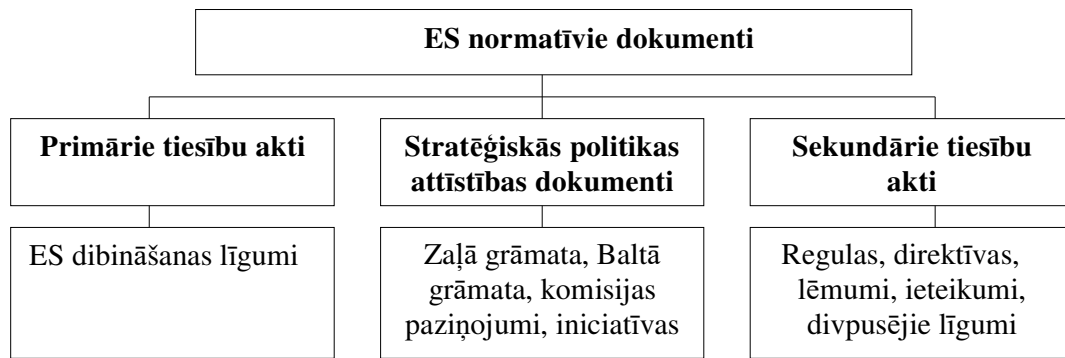 ES normatīvie dokumenti
Primārie tiesību akti
Stratēģiskās politikas
attīstības dokumenti
Sekundārie tiesību
akti
ES dibināšanas līgumi
Zaļā grāmata, Baltā
grāmata, komisijas
paziņojumi, iniciatīvas
Regulas, direktīvas,
lēmumi, ieteikumi,
divpusējie līgumi